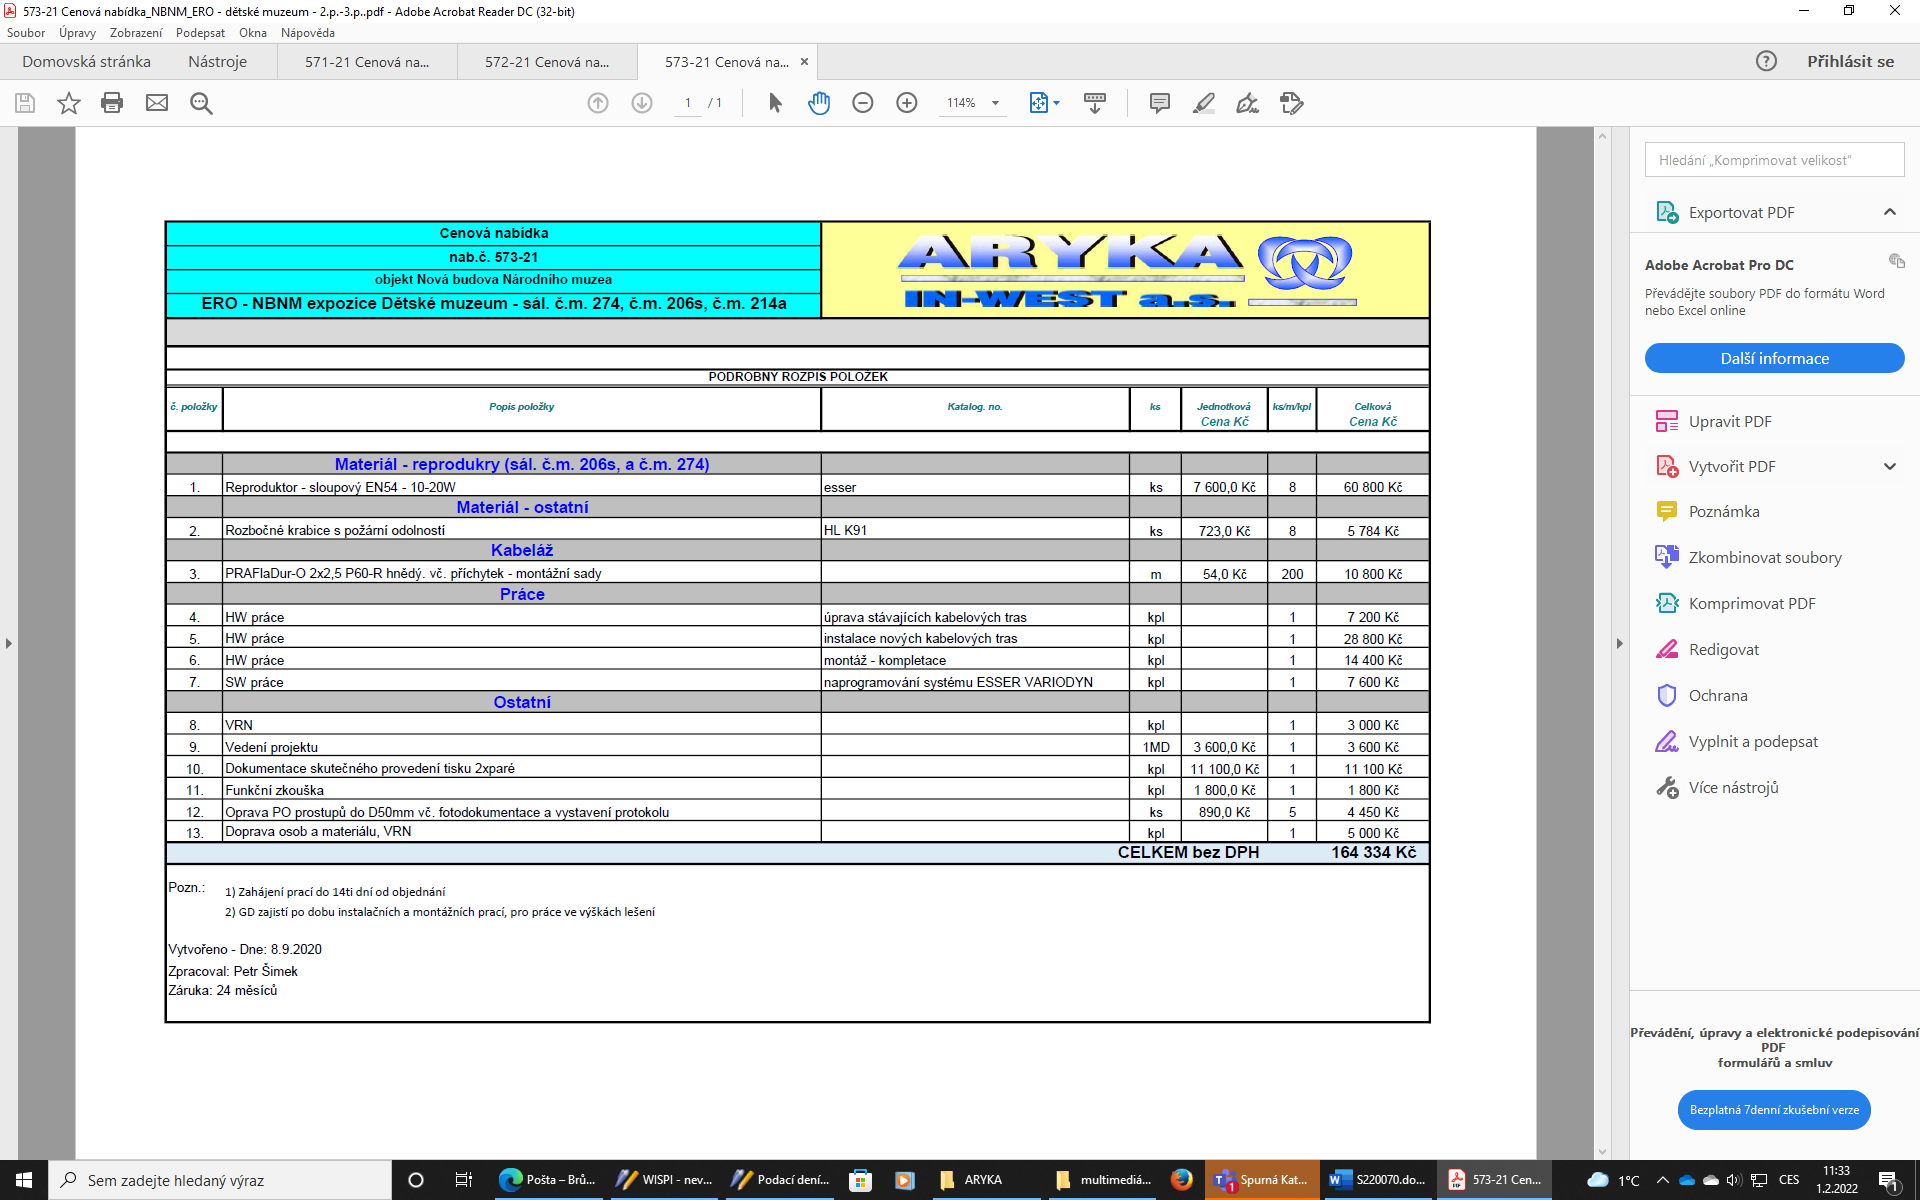 573-21 Cenová nabídka_NBNM_ERO - dětské muzeum - 2.p.-3.p..pdf - Adobe Acrobat Reader DC (32-bit)
Soubor Úpravy Zobrazení Podepsat Okna Nápověda
Domovská stránka Nástroje 571-21 Cenová na... 572-21 Cenová na... 573-21 Cenová na... × Přihlásit se
1 / 1 114%
Hledání „Komprimovat velikost"
Exportovat PDF
Adobe Acrobat Pro DC
Převádějte soubory PDF do formátu Word
nebo Excel online
Další informace
Upravit PDF
Vytvořit PDF
Poznámka
Zkombinovat soubory
Komprimovat PDF
Redigovat
Ochrana
Vyplnit a podepsat
Více nástrojů
Převádění, úpravy a elektronické podepisování
PDF
formulářů a smluv
Bezplatná 7denní zkušební verze
Cenová nabídka
nab.č. 573-21
objekt Nová budova Národního muzea
ERO - NBNM expozice Dětské muzeum - sál. č.m. 274, č.m. 206s, č.m. 214a
ARYKA
IN-WEST a.s.
PODROBNÝ ROZPIS POLOŽEK
č. položky Popis položky Katalog. no. ks Jednotková Cena Kč ks/m/kpl Celková Cena Kč
Materiál - reprodukry (sál. č.m. 206s, a č.m. 274)
1. Reproduktor - sloupový EN54 - 10-20W esser ks 7 600,0 Kč 8 60 800 Kč
Materiál - ostatní
2. Rozbočné krabice s požární odolností HL K91 ks 723,0 Kč 8 5 784 Kč
Kabeláž
3. PRAFlaDur-O 2x2,5 P60-R hnědý. vč. příchytek - montážní sady m 54,0 Kč 200 10 800 Kč
Práce
4. HW práce úprava stávajících kabelových tras kpl 1 7 200 Kč
5. HW práce instalace nových kabelových tras kpl 1 28 800 Kč
6. HW práce montáž - kompletace kpl 1 14 400 Kč
7. SW práce naprogramování systému ESSER VARIODYN kpl 1 7 600 Kč
Ostatní
8. VRN kpl 1 3 000 Kč
9. Vedení projektu 1MD 3 600,0 Kč 1 3 600 Kč
10. Dokumentace skutečného provedení tisku 2xparé kpl 11 100,0 Kč 1 11 100 Kč
11. Funkční zkouška kpl 1 800,0 Kč 1 1 800 Kč
12. Oprava PO prostupů do D50mm vč. fotodokumentace a vystavení protokolu ks 890,0 Kč 5 4 450 Kč
13. Doprava osob a materiálu, VRN kpl 1 5 000 Kč
CELKEM bez DPH 164 334 Kč
Pozn.: 1) Zahájení prací do 14ti dní od objednání
2) GD zajistí po dobu instalačních a montážních prací, pro práce ve výškách lešení
Vytvořeno - Dne: 8.9.2020
Zpracoval: Petr Šimek
Záruka: 24 měsíců
Sem zadejte hledaný výraz Pošta – Brů... WISPI - nev... Podací dení... ARYKA multimediá... Spurná Kat... S220070.do... 573-21 Cen... 1°C CES 11:33
1.2.2022